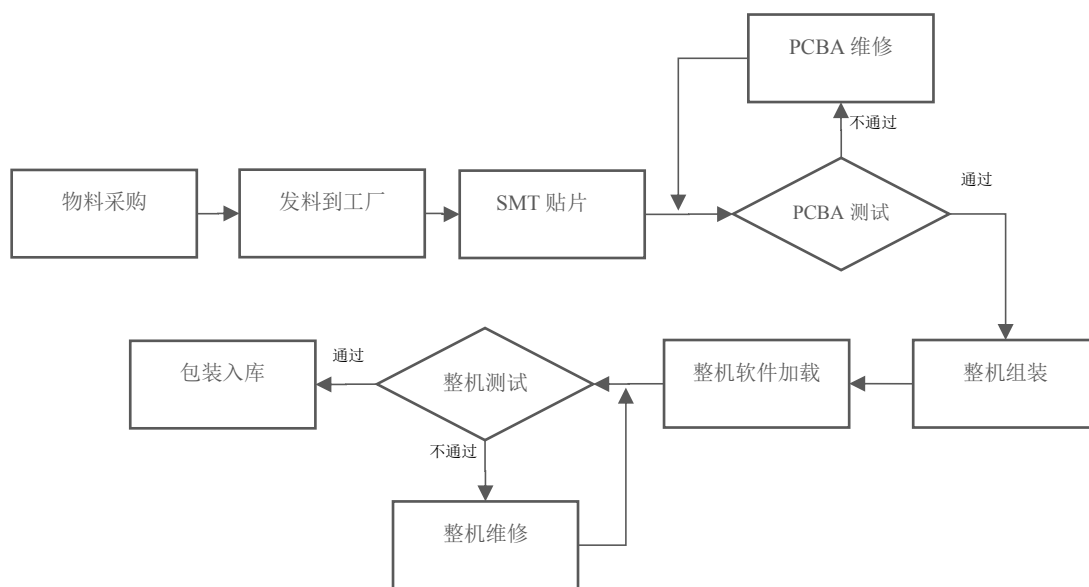 PCBA 维修
不通过
物料采购
发料到工厂
SMT 贴片
PCBA 测试
通过
包装入库
通过
整机测试
整机软件加载
整机组装
不通过
整机维修